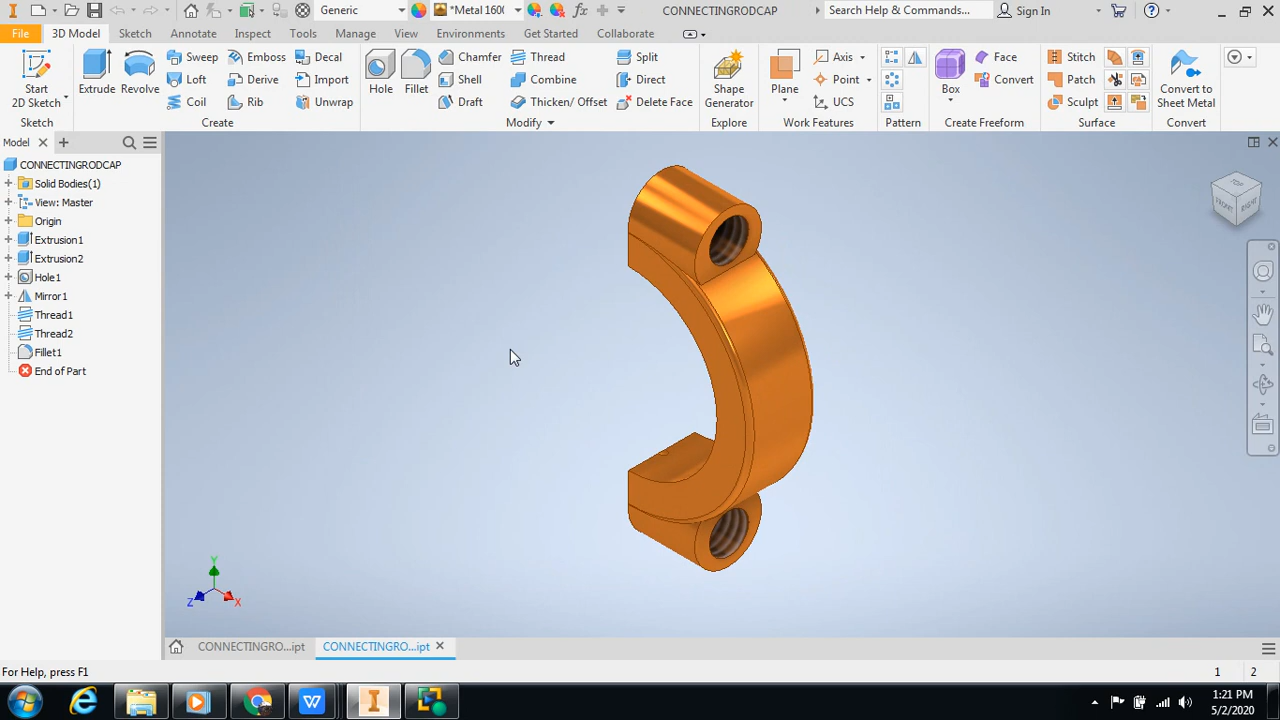 Generic
*Metal 1600
fx
CONNECTINGRODCAP
Search Help & Commands...
Sign In
File
3D Model
Sketch
Annotate
Inspect
Tools
Manage
View
Environments
Get Started
Collaborate
Start
2D Sketch
Extrude
Revolve
Sweep
Loft
Coil
Emboss
Derive
Rib
Decal
Import
Unwrap
Hole
Fillet
Chamfer
Shell
Draft
Thread
Combine
Thicken/ Offset
Split
Direct
Delete Face
Shape
Generator
Plane
Axis
Point
UCS
Box
Face
Convert
Stitch
Patch
Sculpt
Convert to
Sheet Metal
Sketch
Create
Modify
Explore
Work Features
Pattern
Create Freeform
Surface
Convert
Model
CONNECTINGRODCAP
Solid Bodies(1)
View: Master
Origin
Extrusion1
Extrusion2
Hole1
Mirror1
Thread1
Thread2
Fillet1
End of Part
TOP
FRONT
RIGHT
Y
Z
X
CONNECTINGRO...ipt
CONNECTINGRO...ipt
For Help, press F1
1
2
1:21 PM
5/2/2020